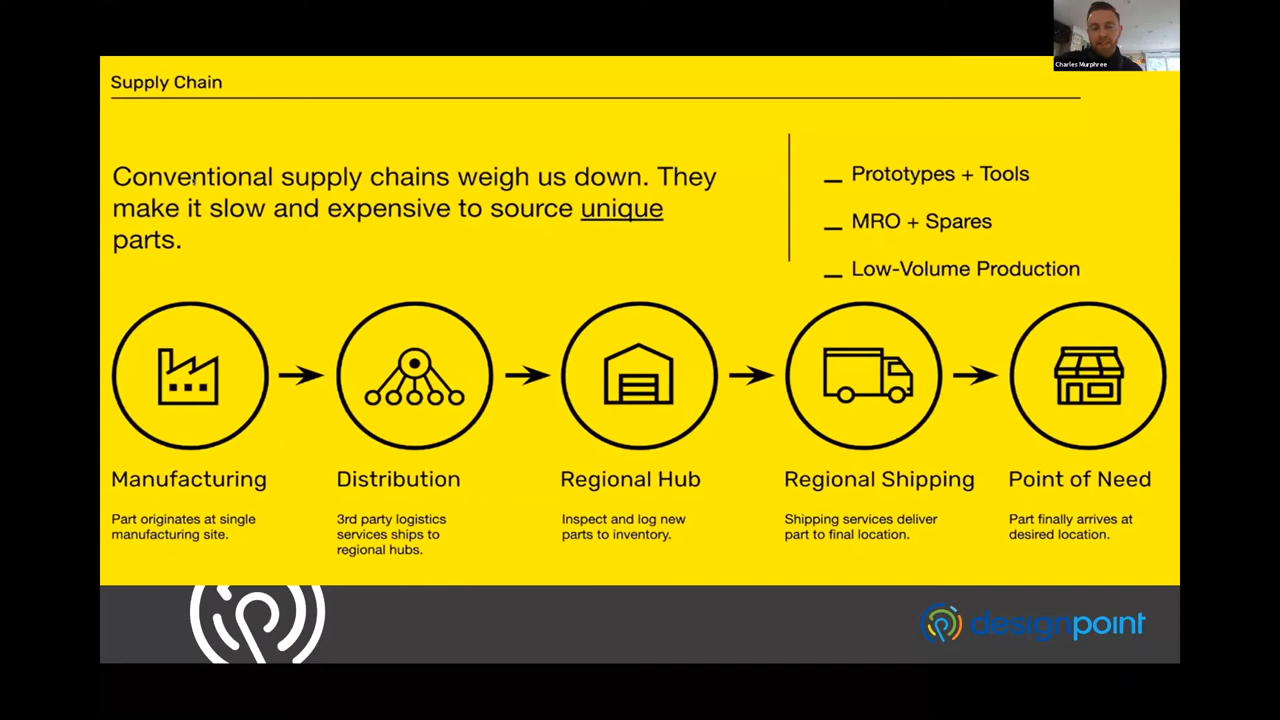 Charles Murphree
Supply Chain
Conventional supply chains weigh us down. They
make it slow and expensive to source unique
parts.
Prototypes + Tools
MRO + Spares
Low-Volume Production
Manufacturing
Part originates at single
manufacturing site.
Distribution
3rd party logistics
services ships to
regional hubs.
Regional Hub
Inspect and log new
parts to inventory.
Regional Shipping
Shipping services deliver
part to final location.
Point of Need
Part finally arrives at
desired location.
designpoint